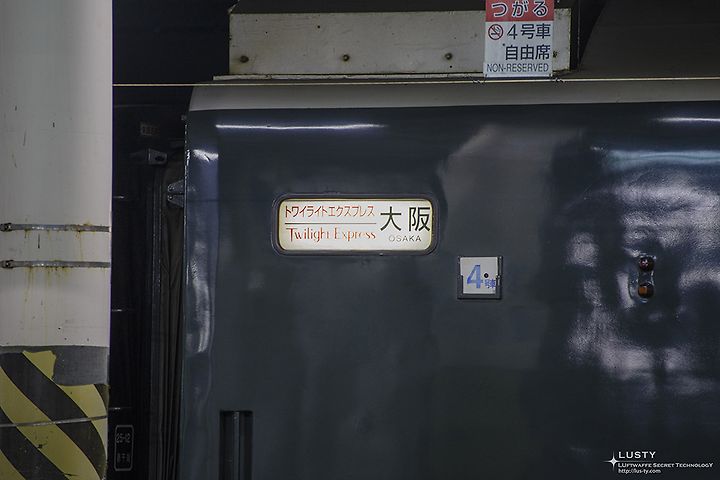 つがる
4号車
自由席
NON-RESERVED
トワイライトエクスプレス
Twilight Express
大阪
OSAKA
4号車
25-12
LUSTY
LUFTWAFFE SECRET TECHNOLOGY
http://lus-ty.com